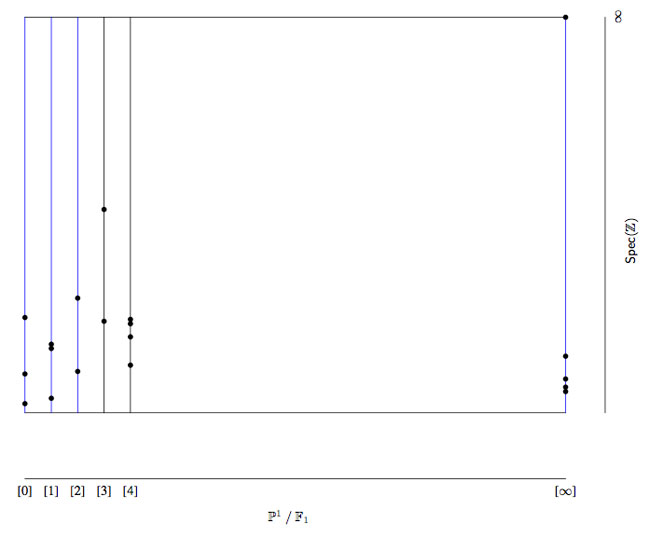 ∞
Spec(ℤ)
[0] [1] [2] [3] [4] [∞]
ℙ¹ / 𝔽₁